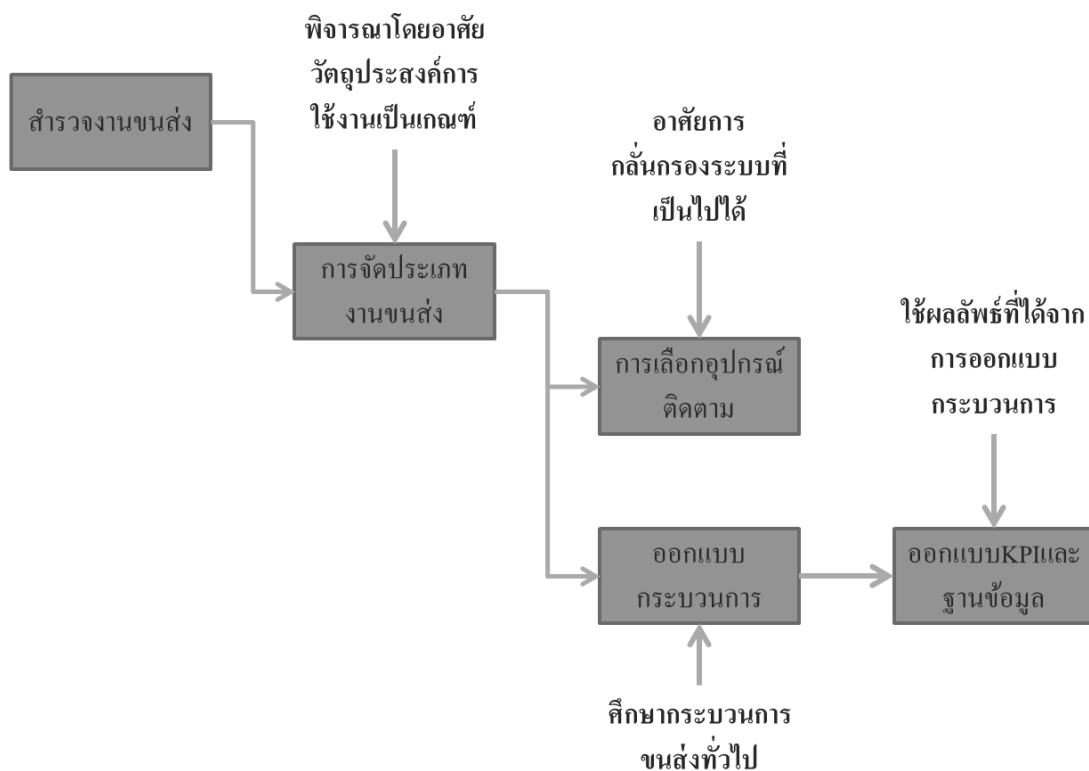 พิจารณาโดยอาศัย
วัตถุประสงค์การ
ใช้งานเป็นเกณฑ์
สำรวจงานขนส่ง
อาศัยการ
กลั่นกรองระบบที่
เป็นไปได้
การจัดประเภท
งานขนส่ง
ใช้ผลลัพธ์ที่ได้จาก
การออกแบบ
กระบวนการ
การเลือกอุปกรณ์
ติดตาม
ออกแบบ
กระบวนการ
ออกแบบKPIและ
ฐานข้อมูล
ศึกษากระบวนการ
ขนส่งทั่วไป